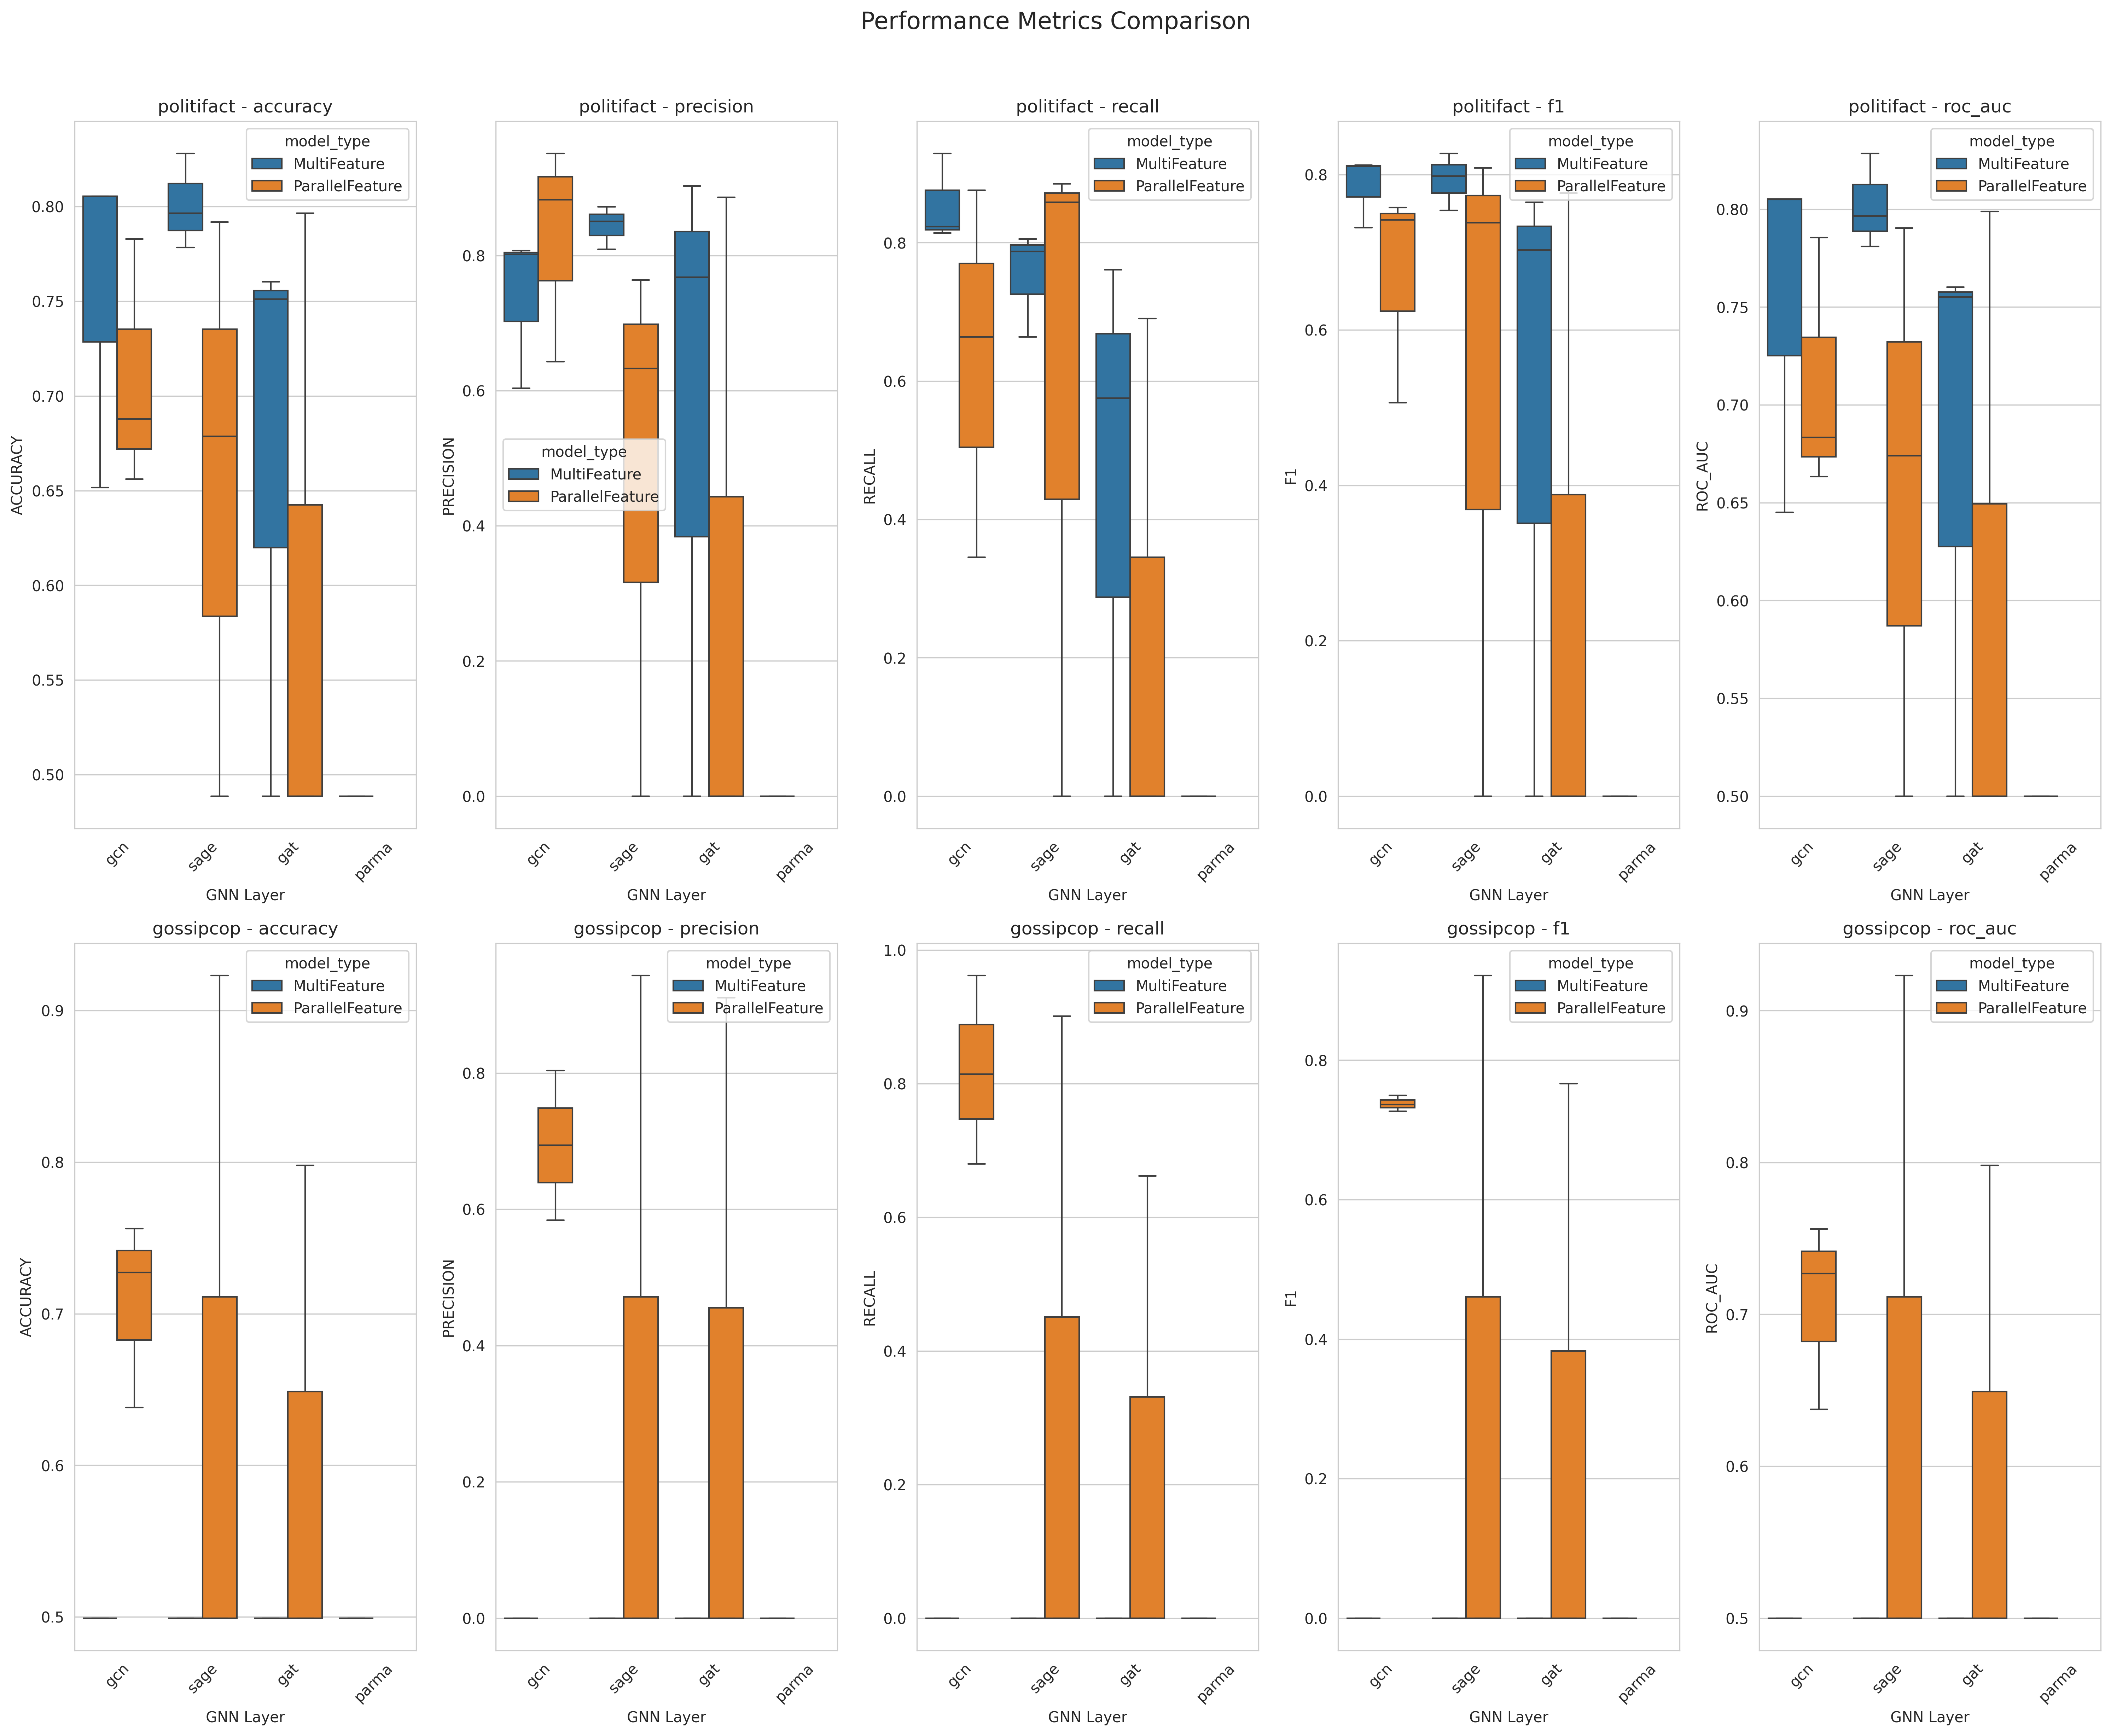 Performance Metrics Comparison
politifact - accuracy
model_type
MultiFeature
ParallelFeature
0.80
0.75
0.70
0.65
0.60
0.55
0.50
ACCURACY
gcn
sage
gat
parma
GNN Layer
politifact - precision
model_type
MultiFeature
ParallelFeature
0.8
0.6
0.4
0.2
0.0
PRECISION
gcn
sage
gat
parma
GNN Layer
politifact - recall
model_type
MultiFeature
ParallelFeature
0.8
0.6
0.4
0.2
0.0
RECALL
gcn
sage
gat
parma
GNN Layer
politifact - f1
model_type
MultiFeature
ParallelFeature
0.8
0.6
0.4
0.2
0.0
F1
gcn
sage
gat
parma
GNN Layer
politifact - roc_auc
model_type
MultiFeature
ParallelFeature
0.80
0.75
0.70
0.65
0.60
0.55
0.50
ROC_AUC
gcn
sage
gat
parma
GNN Layer
gossipcop - accuracy
model_type
MultiFeature
ParallelFeature
0.9
0.8
0.7
0.6
0.5
ACCURACY
gcn
sage
gat
parma
GNN Layer
gossipcop - precision
model_type
MultiFeature
ParallelFeature
0.8
0.6
0.4
0.2
0.0
PRECISION
gcn
sage
gat
parma
GNN Layer
gossipcop - recall
model_type
MultiFeature
ParallelFeature
1.0
0.8
0.6
0.4
0.2
0.0
RECALL
gcn
sage
gat
parma
GNN Layer
gossipcop - f1
model_type
MultiFeature
ParallelFeature
0.8
0.6
0.4
0.2
0.0
F1
gcn
sage
gat
parma
GNN Layer
gossipcop - roc_auc
model_type
MultiFeature
ParallelFeature
0.9
0.8
0.7
0.6
0.5
ROC_AUC
gcn
sage
gat
parma
GNN Layer